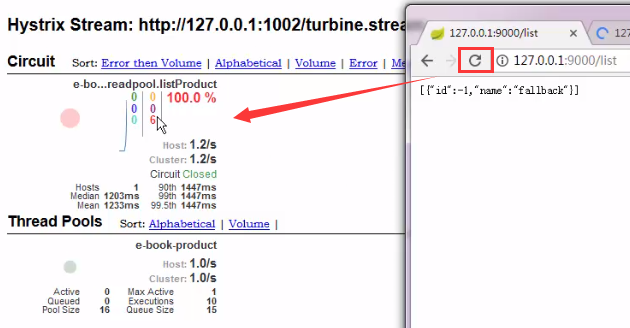 Hystrix Stream: http://127.0.0.1:1002/turbine.strea
Circuit Sort: Error then Volume | Alphabetical | Volume | Error | Me
e-bo...readpool.listProduct
0 0 100.0 %
0 0
0 6
Host: 1.2/s
Cluster: 1.2/s
Circuit Closed
Hosts 1 90th 1447ms
Median 1203ms 99th 1447ms
Mean 1233ms 99.5th 1447ms
Thread Pools Sort: Alphabetical | Volume |
e-book-product
Host: 1.0/s
Cluster: 1.0/s
Active 0 Max Active 1
Queued 0 Executions 10
Pool Size 16 Queue Size 15
127.0.0.1:9000/list
127.0.0.1
127.0.0.1:9000/list
[{"id":-1,"name":"fallback"}]